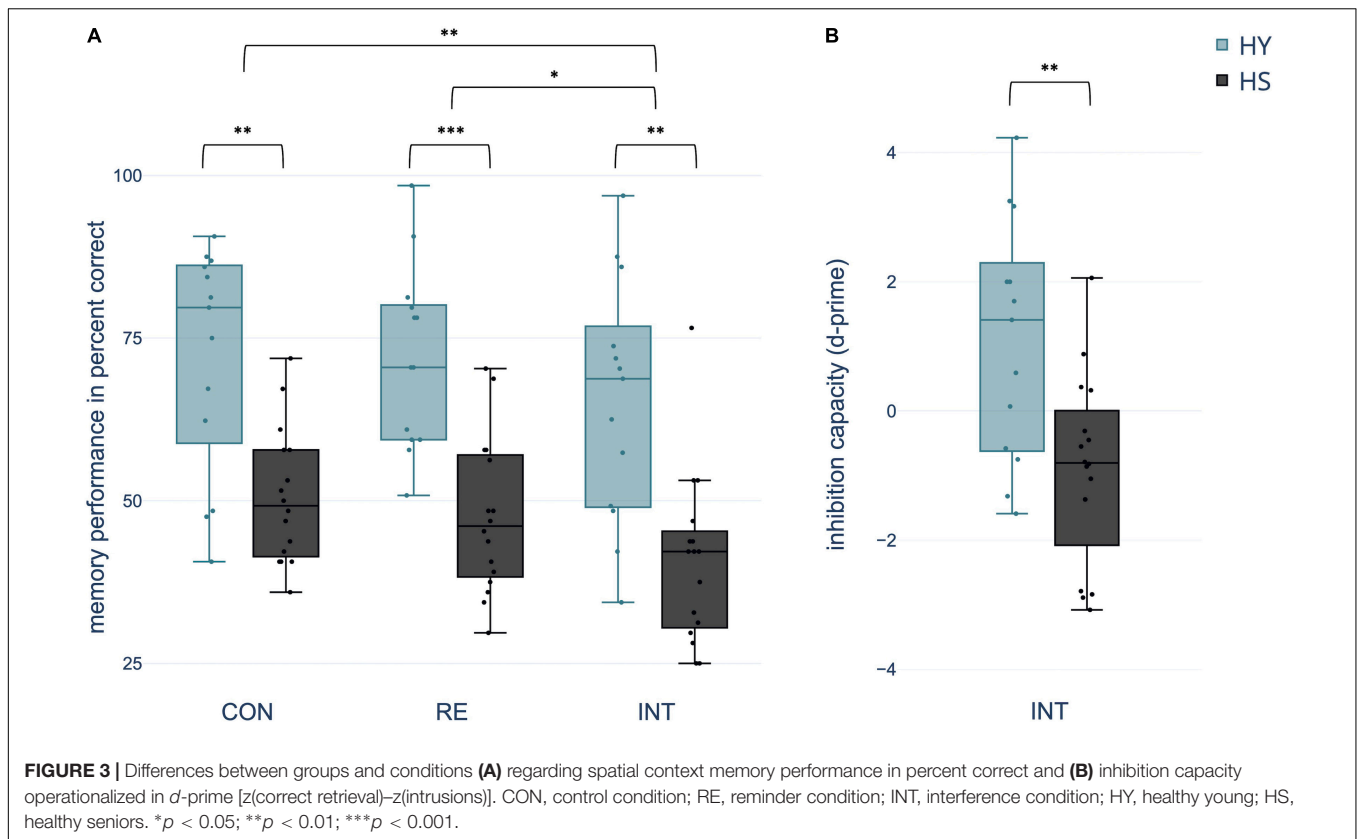 A
B
**
*
**
***
**
**
HY
HS
memory performance in percent correct
100
75
50
25
CON
RE
INT
inhibition capacity (d-prime)
4
2
0
−2
−4
INT
FIGURE 3 | Differences between groups and conditions (A) regarding spatial context memory performance in percent correct and (B) inhibition capacity
operationalized in d-prime [z(correct retrieval)–z(intrusions)]. CON, control condition; RE, reminder condition; INT, interference condition; HY, healthy young; HS,
healthy seniors. *p < 0.05; **p < 0.01; ***p < 0.001.